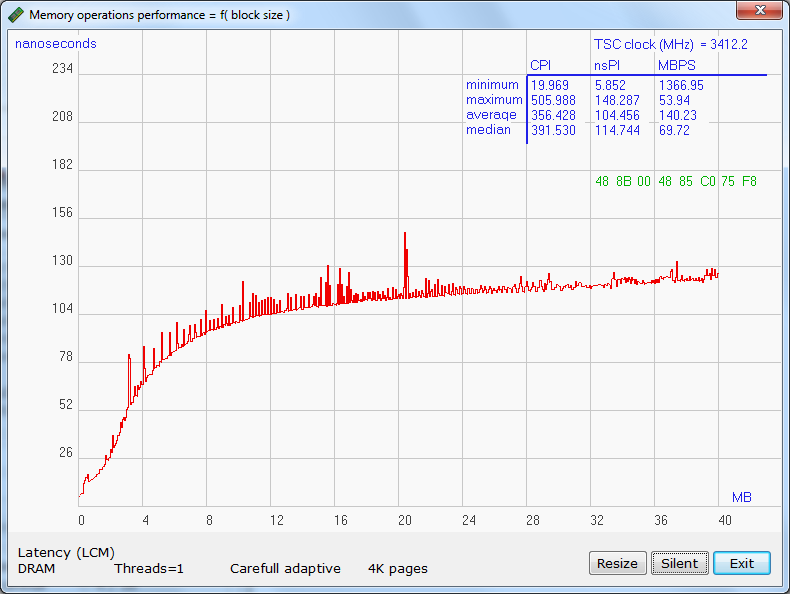 Memory operations performance = f( block size )
nanoseconds
TSC clock (MHz) = 3412.2
CPI nsPI MBPS
minimum 19.969 5.852 1366.95
maximum 505.988 148.287 53.94
average 356.428 104.456 140.23
median 391.530 114.744 69.72
48 8B 00 48 85 C0 75 F8
234
208
182
156
130
104
78
52
26
MB
0 4 8 12 16 20 24 28 32 36 40
Latency (LCM)
DRAM Threads=1 Carefull adaptive 4K pages
Resize Silent Exit